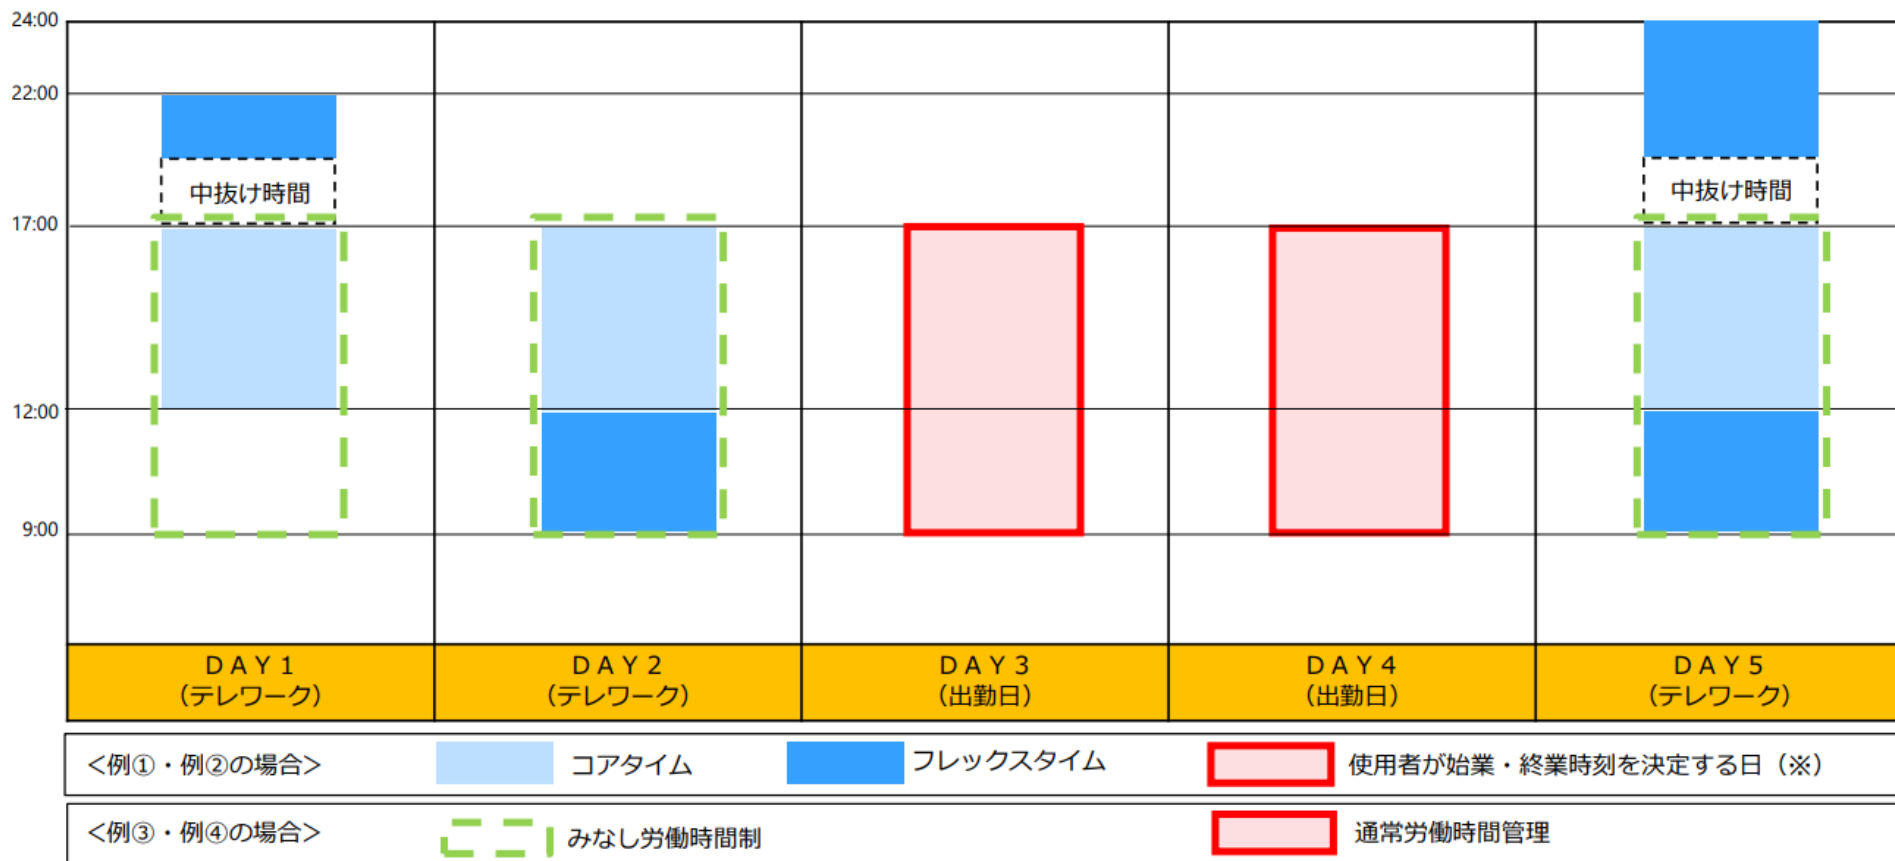 24:00
22:00
中抜け時間
中抜け時間
17:00
12:00
9:00
DAY1
(テレワーク)
DAY2
(テレワーク)
DAY3
(出勤日)
DAY4
(出勤日)
DAY5
(テレワーク)
<例①・例②の場合> コアタイム フレックスタイム 使用者が始業・終業時刻を決定する日(※)
<例③・例④の場合> みなし労働時間制 通常労働時間管理